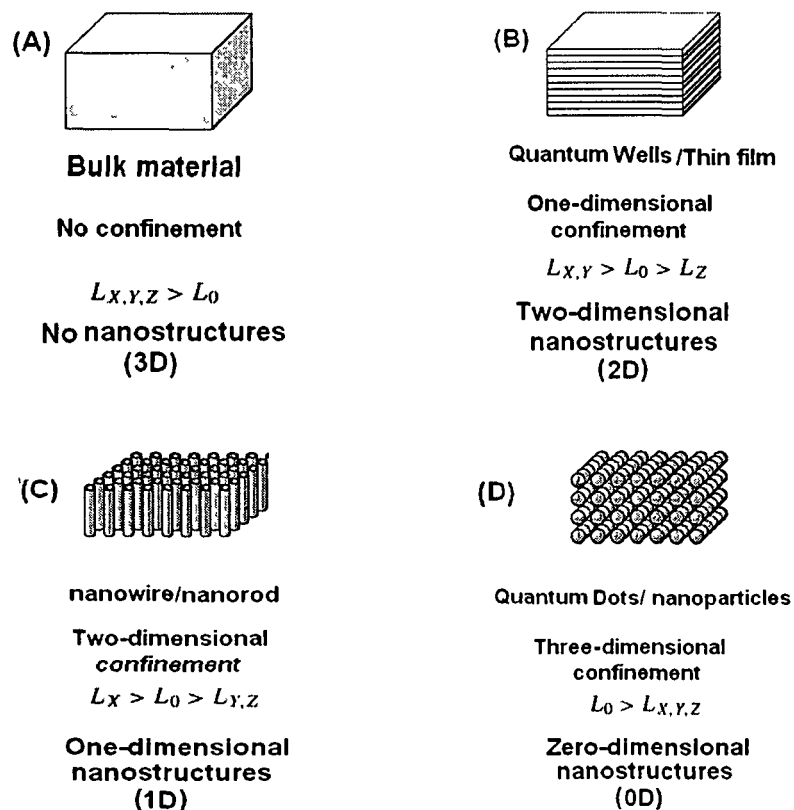 (A)
Bulk material
No confinement
L_{X,Y,Z} > L_0
No nanostructures
(3D)
(B)
Quantum Wells /Thin film
One-dimensional
confinement
L_{X,Y} > L_0 > L_Z
Two-dimensional
nanostructures
(2D)
(C)
nanowire/nanorod
Two-dimensional
confinement
L_X > L_0 > L_{Y,Z}
One-dimensional
nanostructures
(1D)
(D)
Quantum Dots/ nanoparticles
Three-dimensional
confinement
L_0 > L_{X,Y,Z}
Zero-dimensional
nanostructures
(0D)